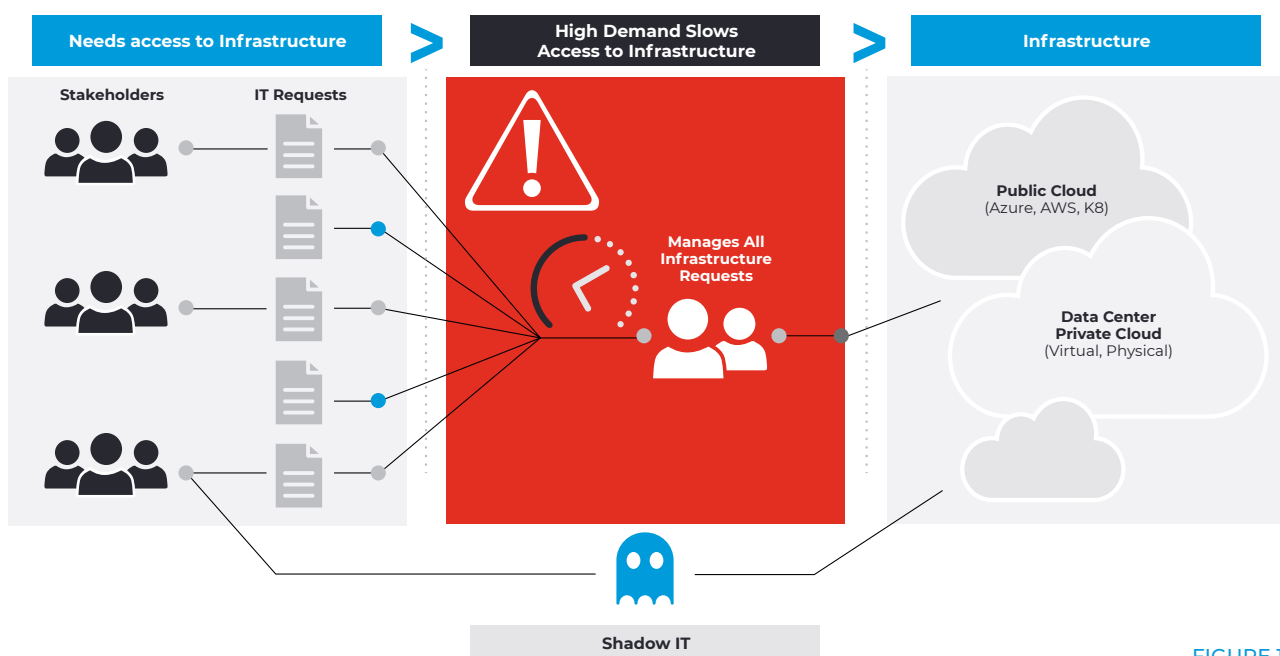 Needs access to Infrastructure
>
High Demand Slows
Access to Infrastructure
>
Infrastructure
Stakeholders
IT Requests
Manages All
Infrastructure
Requests
Public Cloud
(Azure, AWS, K8)
Data Center
Private Cloud
(Virtual, Physical)
Shadow IT
FIGURE